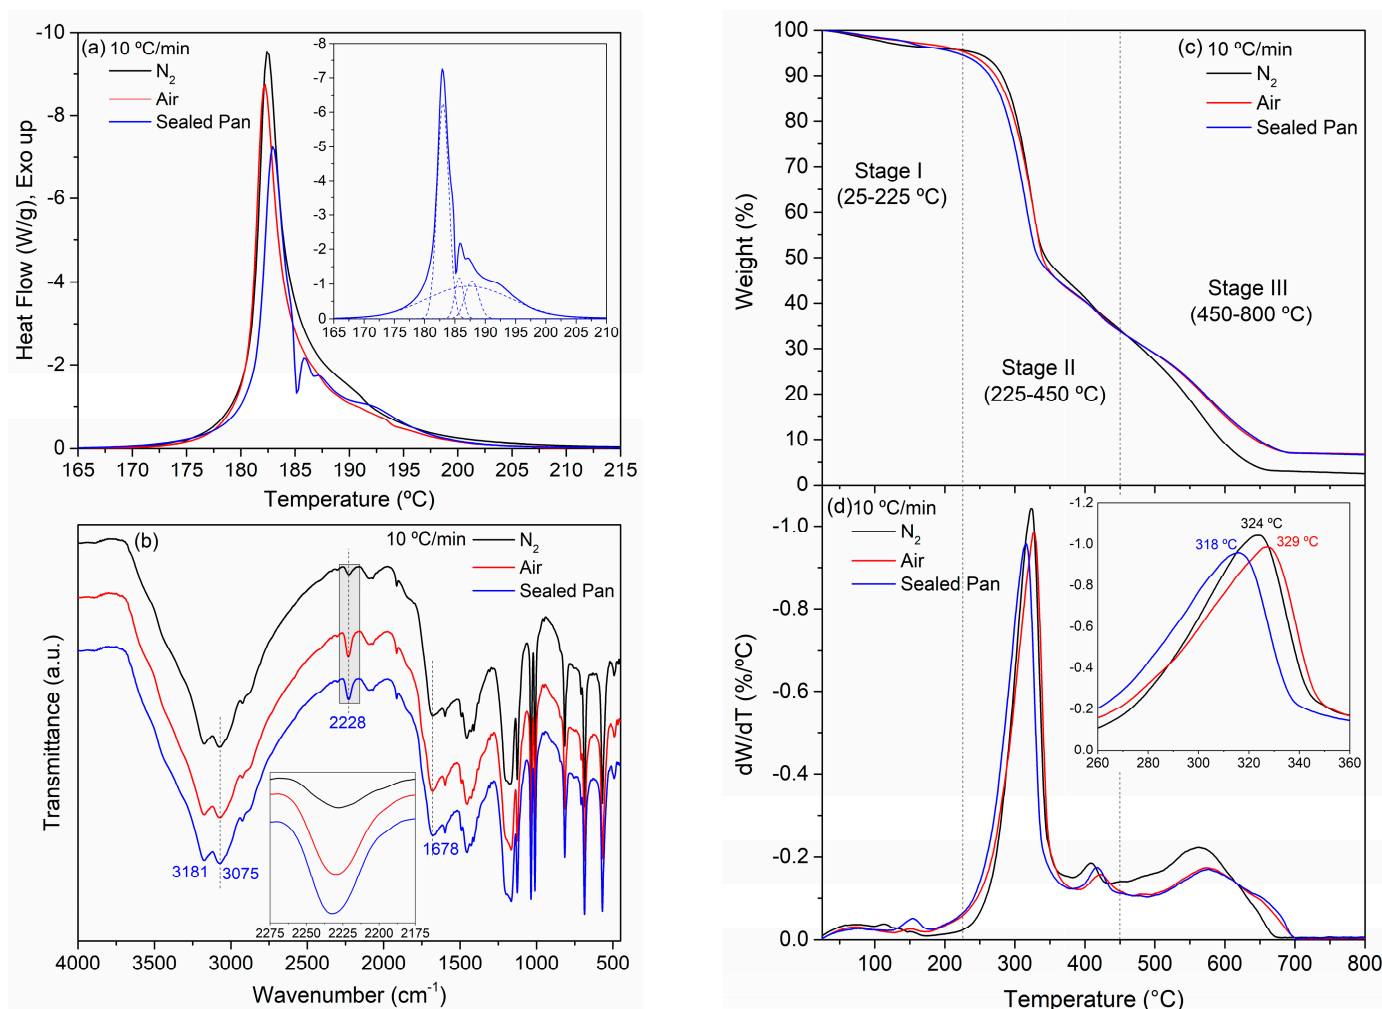 (a) 10 ºC/min
N2
Air
Sealed Pan
Heat Flow (W/g), Exo up
-10
-8
-6
-4
-2
0
165 170 175 180 185 190 195 200 205 210 215
Temperature (ºC)
-8
-7
-6
-5
-4
-3
-2
-1
0
165 170 175 180 185 190 195 200 205 210
(b)
10 ºC/min
N2
Air
Sealed Pan
Transmittance (a.u.)
2228
1678
3181
3075
2275 2250 2225 2200 2175
4000 3500 3000 2500 2000 1500 1000 500
Wavenumber (cm-1)
(c) 10 ºC/min
N2
Air
Sealed Pan
Weight (%)
100
90
80
70
60
50
40
30
20
10
0
Stage I
(25-225 ºC)
Stage II
(225-450 ºC)
Stage III
(450-800 ºC)
(d) 10 ºC/min
N2
Air
Sealed Pan
dW/dT (%/ºC)
-1.0
-0.8
-0.6
-0.4
-0.2
0.0
100 200 300 400 500 600 700 800
Temperature (°C)
-1.2
-1.0
-0.8
-0.6
-0.4
-0.2
0.0
324 ºC
318 ºC
329 ºC
260 280 300 320 340 360